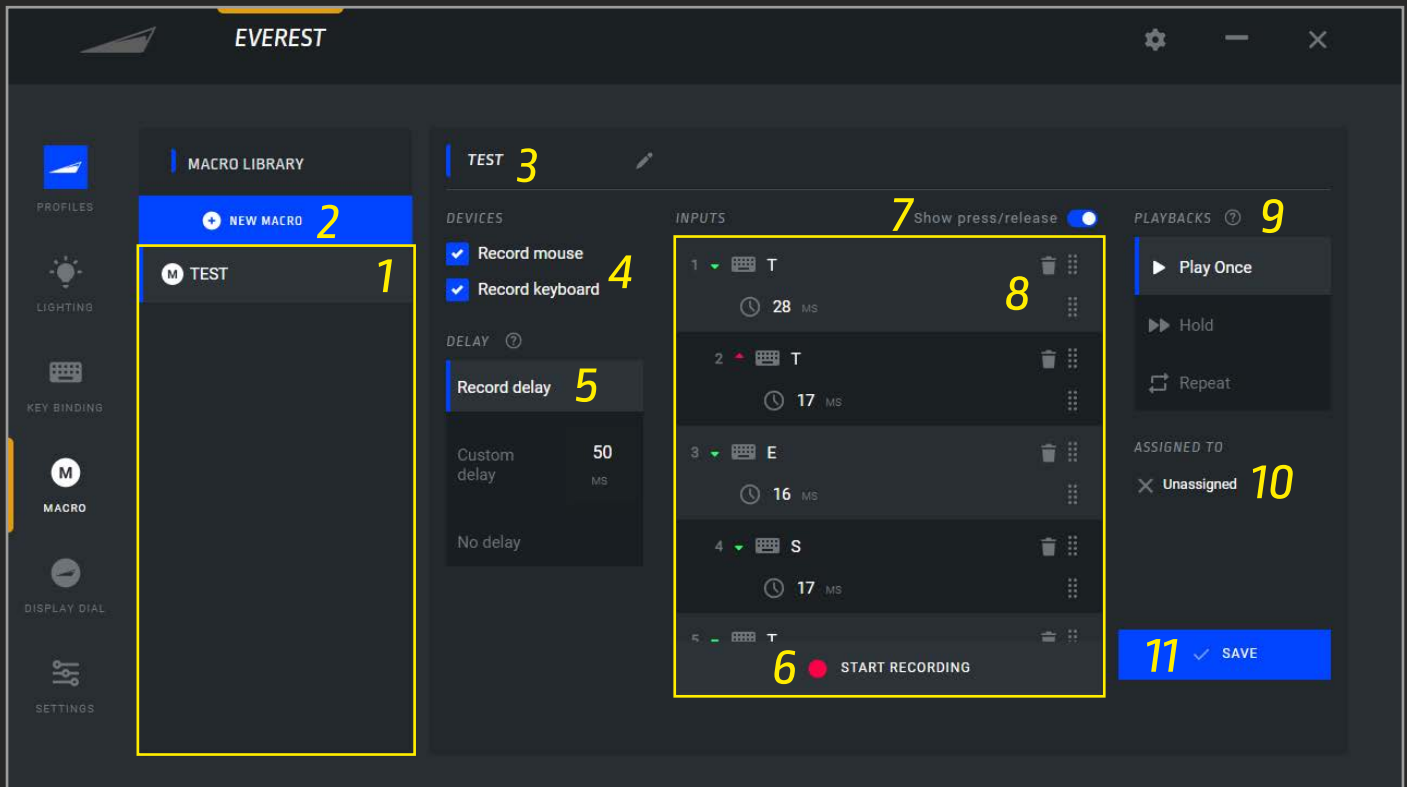 EVEREST
PROFILES
LIGHTING
KEY BINDING
M
MACRO
DISPLAY DIAL
SETTINGS
MACRO LIBRARY
NEW MACRO 2
M TEST 1
TEST 3
DEVICES
Record mouse
Record keyboard 4
DELAY ?
Record delay 5
Custom delay 50 MS
No delay
INPUTS 7 Show press/release
1 T
28 MS 8
2 T
17 MS
3 E
16 MS
4 S
17 MS
5 T
6 START RECORDING
PLAYBACKS ? 9
Play Once
Hold
Repeat
ASSIGNED TO
Unassigned 10
11 SAVE